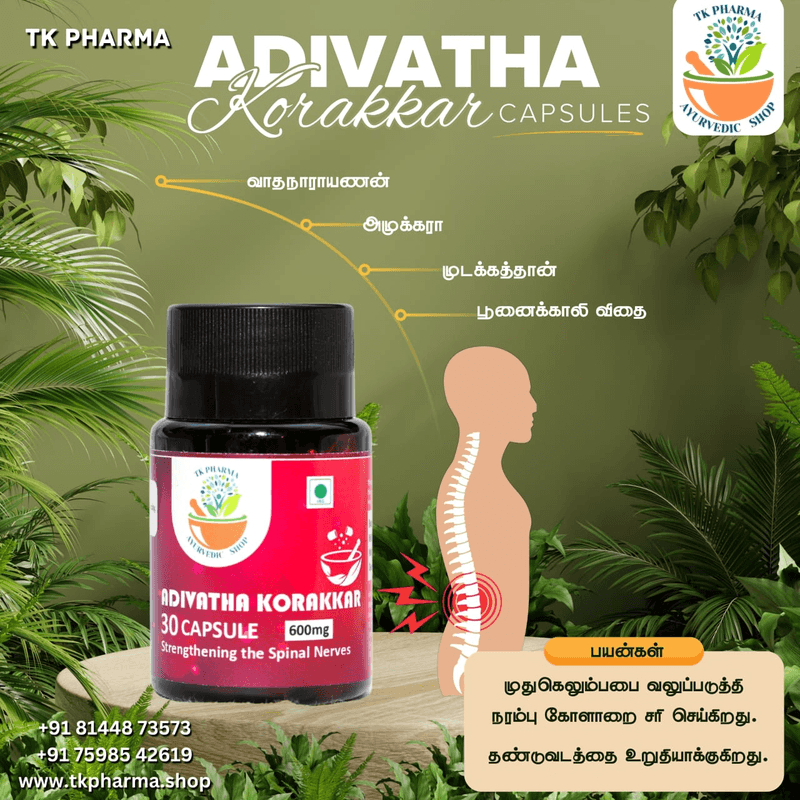 TK PHARMA
ADIVATHA
Korakkar CAPSULES
TK PHARMA
AYURVEDIC SHOP
வாதநாராயணன்
அமுக்கரா
முடக்கத்தான்
பூனைக்காலி விதை
TK PHARMA
AYURVEDIC SHOP
ADIVATHA KORAKKAR
30 CAPSULE 600mg
Strengthening the Spinal Nerves
பயன்கள்
முதுகெலும்பபை வலுப்படுத்தி
நரம்பு கோளாறை சரி செய்கிறது.
தண்டுவடத்தை உறுதியாக்குகிறது.
+91 81448 73573
+91 75985 42619
www.tkpharma.shop